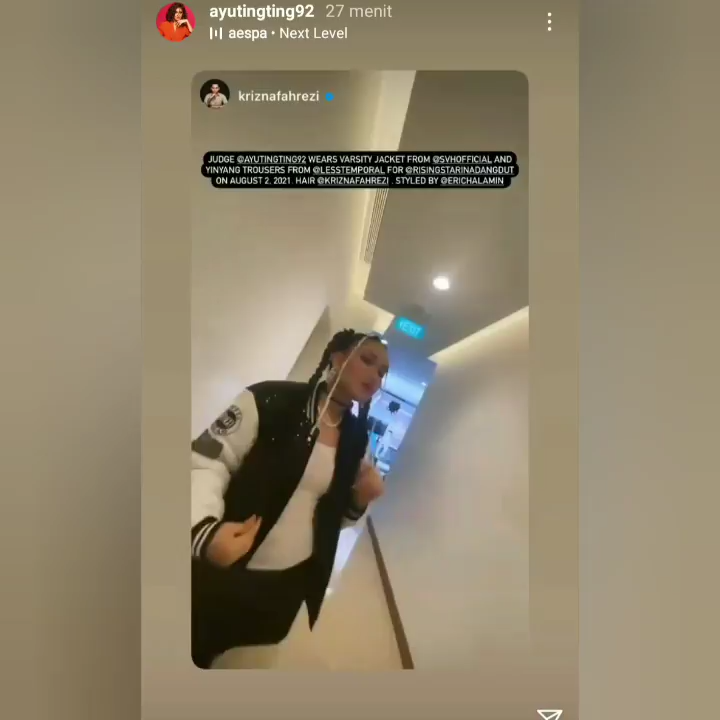 ayutingting92 27 menit
aespa • Next Level
kriznafahrezi
JUDGE @AYUTINGTING92 WEARS VARSITY JACKET FROM @SVHOFFICIAL AND
YINYANG TROUSERS FROM @LESSTEMPORAL FOR @RISINGSTARINADANGDUT
ON AUGUST 2, 2021. HAIR @KRIZNAFAHREZI . STYLED BY @ERICHALAMIN
EXIT